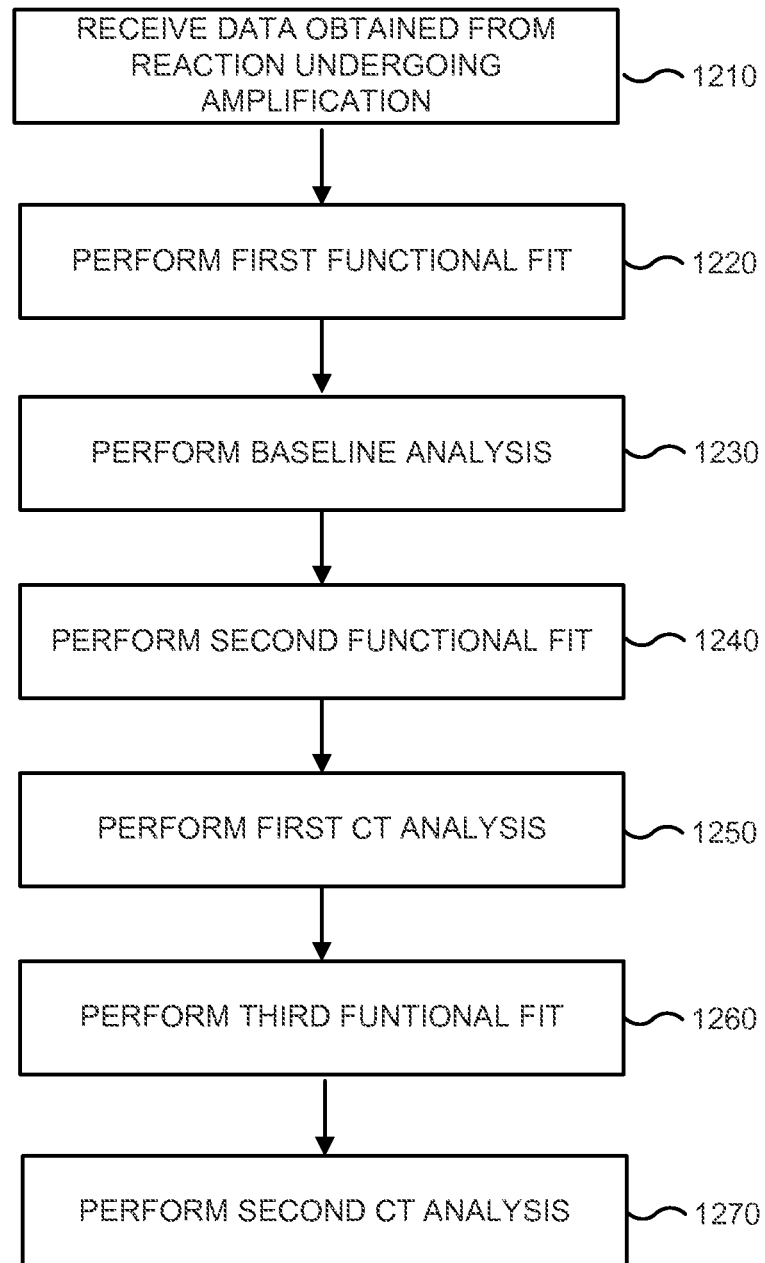 RECEIVE DATA OBTAINED FROM
REACTION UNDERGOING
AMPLIFICATION
1210
PERFORM FIRST FUNCTIONAL FIT
1220
PERFORM BASELINE ANALYSIS
1230
PERFORM SECOND FUNCTIONAL FIT
1240
PERFORM FIRST CT ANALYSIS
1250
PERFORM THIRD FUNTIONAL FIT
1260
PERFORM SECOND CT ANALYSIS
1270